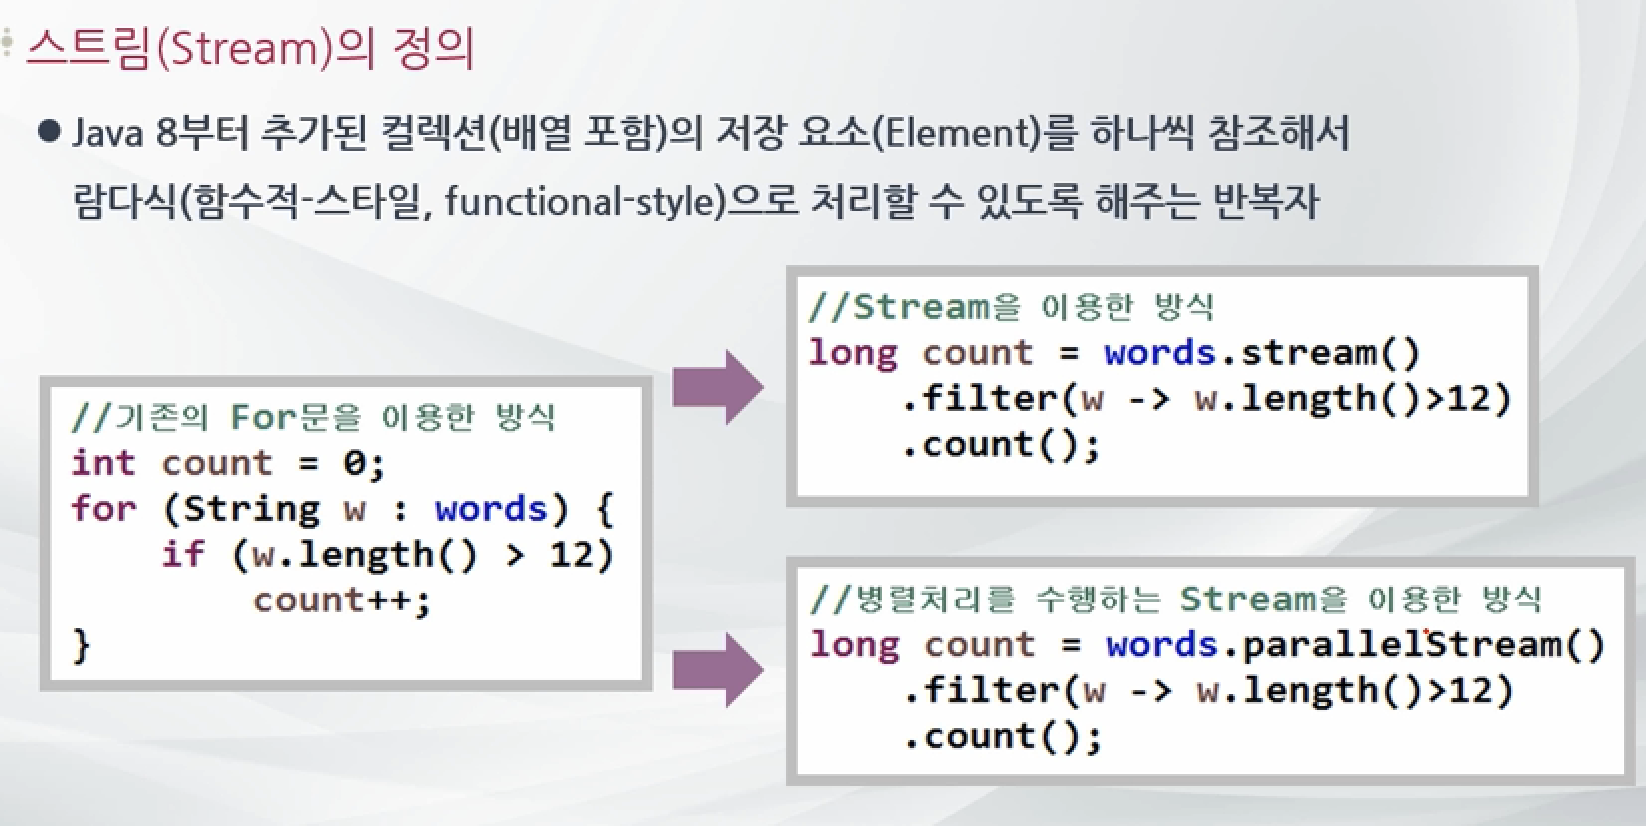 스트림(Stream)의 정의
● Java 8부터 추가된 컬렉션(배열 포함)의 저장 요소(Element)를 하나씩 참조해서
람다식(함수적-스타일, functional-style)으로 처리할 수 있도록 해주는 반복자
//기존의 For문을 이용한 방식
int count = 0;
for (String w : words) {
    if (w.length() > 12)
        count++;
}
//Stream을 이용한 방식
long count = words.stream()
    .filter(w -> w.length()>12)
    .count();
//병렬처리를 수행하는 Stream을 이용한 방식
long count = words.parallelStream()
    .filter(w -> w.length()>12)
    .count();